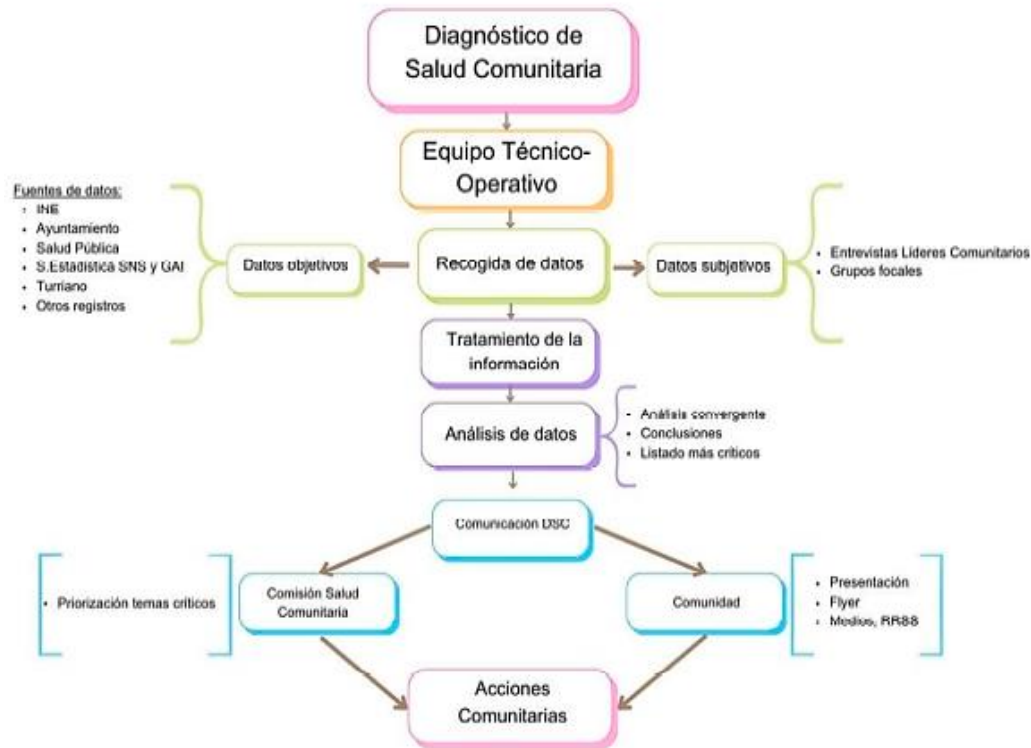 Diagnóstico de
Salud Comunitaria
Equipo Técnico-
Operativo
Fuentes de datos:
INE
Ayuntamiento
Salud Pública
S.Estadística SNS y GAI
Turriano
Otros registros
Datos objetivos
Recogida de datos
Datos subjetivos
Entrevistas Líderes Comunitarios
Grupos focales
Tratamiento de la
información
Análisis de datos
Análisis convergente
Conclusiones
Listado más críticos
Comunicación DSC
Priorización temas críticos
Comisión Salud
Comunitaria
Comunidad
Presentación
Flyer
Medios, RRSS
Acciones
Comunitarias